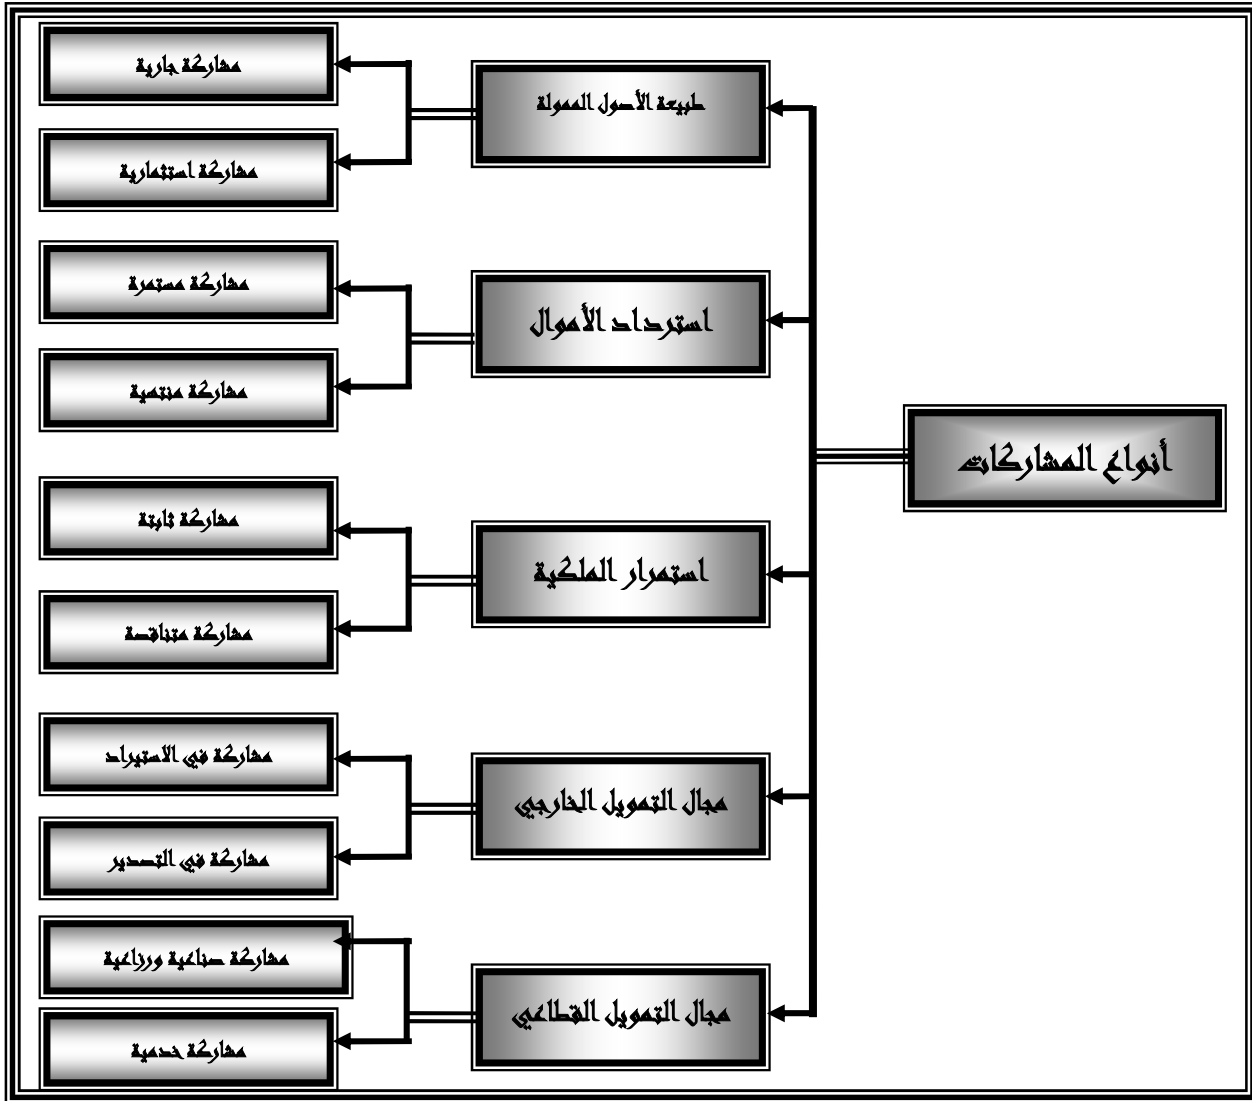 أنواع المشاركات
طبيعة الأصول الممولة
مشاركة جارية
مشاركة استثمارية
استرداد الأموال
مشاركة مستمرة
مشاركة منتهية
استمرار الملكية
مشاركة ثابتة
مشاركة متناقصة
مجال التمويل الخارجي
مشاركة في الاستيراد
مشاركة في التصدير
مجال التمويل القطاعي
مشاركة صناعية وزراعية
مشاركة خدمية